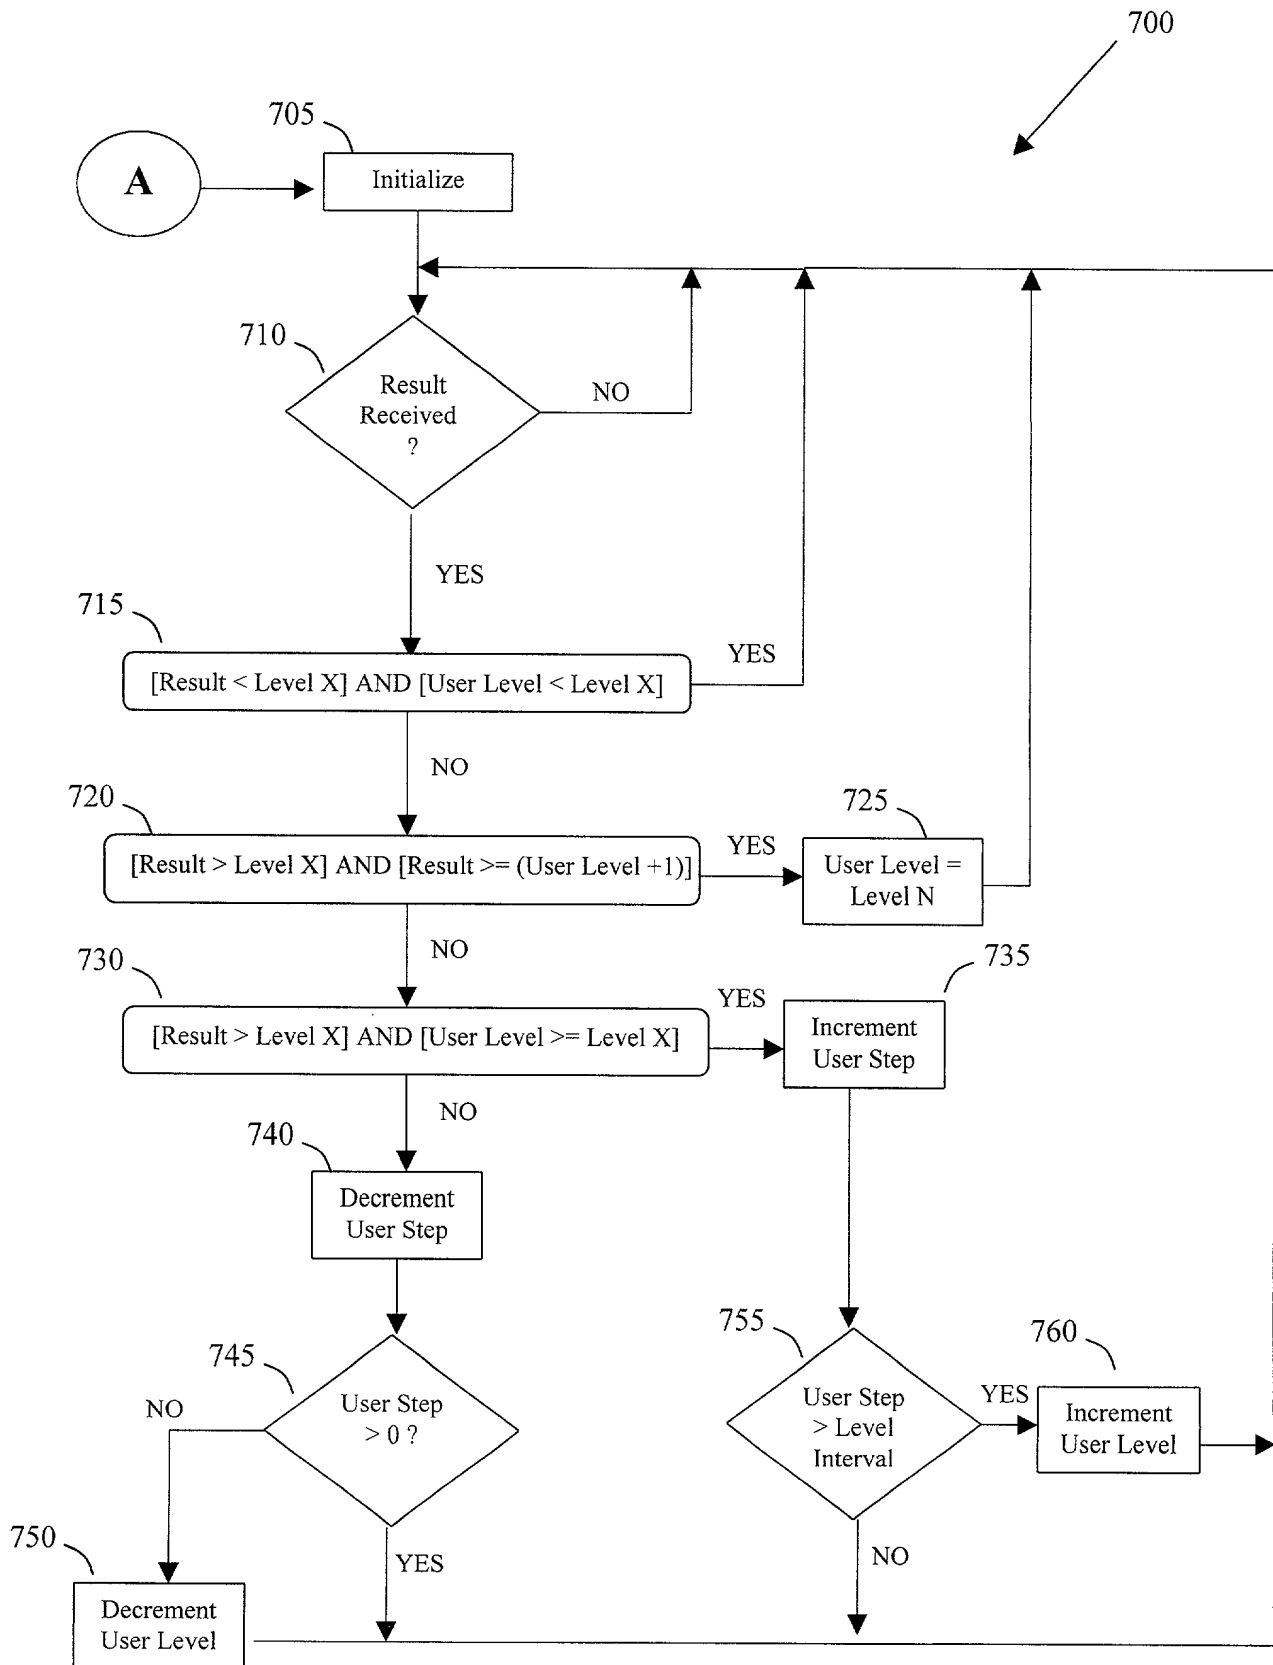 700
705
A
Initialize
710
Result
Received
?
NO
YES
715
[Result < Level X] AND [User Level < Level X]
YES
NO
720
[Result > Level X] AND [Result >= (User Level +1)]
YES
725
User Level =
Level N
NO
730
[Result > Level X] AND [User Level >= Level X]
YES
735
Increment
User Step
NO
740
Decrement
User Step
745
User Step
> 0 ?
NO
YES
755
User Step
> Level
Interval
YES
760
Increment
User Level
NO
750
Decrement
User Level